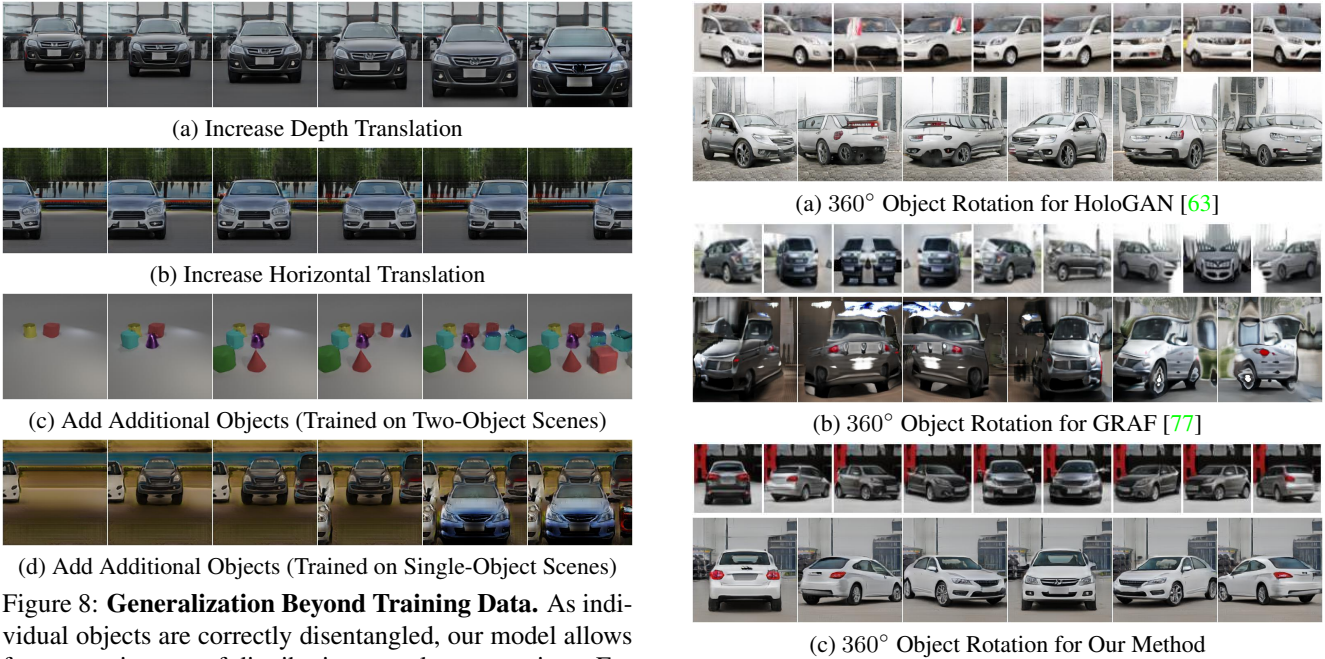 (a) Increase Depth Translation
(b) Increase Horizontal Translation
(c) Add Additional Objects (Trained on Two-Object Scenes)
(d) Add Additional Objects (Trained on Single-Object Scenes)
Figure 8: Generalization Beyond Training Data. As indi-
vidual objects are correctly disentangled, our model allows
(a) 360° Object Rotation for HoloGAN [63]
(b) 360° Object Rotation for GRAF [77]
(c) 360° Object Rotation for Our Method